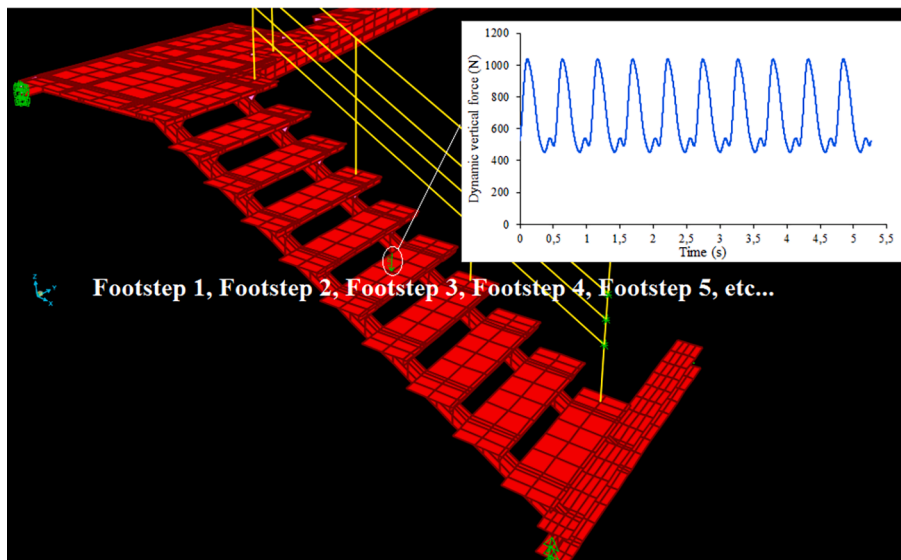 1200
1000
800
600
400
200
0
Dynamic vertical force (N)
0 0,5 1 1,5 2 2,5 3 3,5 4 4,5 5 5,5
Time (s)
Z Y X
Footstep 1, Footstep 2, Footstep 3, Footstep 4, Footstep 5, etc...